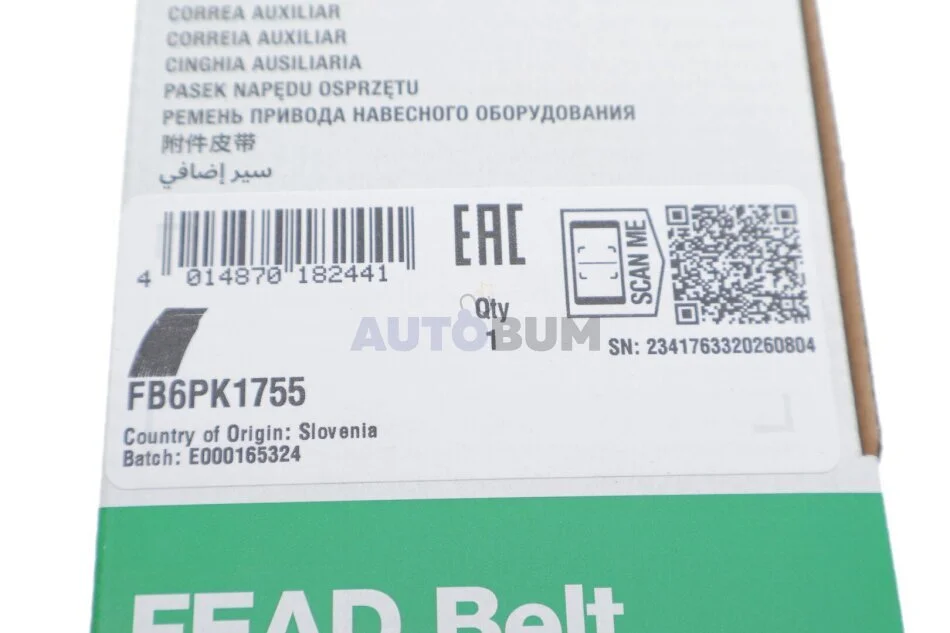 CORREA AUXILIAR
CORREIA AUXILIAR
CINGHIA AUSILIARIA
PASEK NAPĘDU OSPRZĘTU
РЕМЕНЬ ПРИВОДА НАВЕСНОГО ОБОРУДОВАНИЯ
附件皮带
سير إضافي
4 014870 182441
EAC
SCAN ME
Qty
1
AUTOBUM
SN: 2341763320260804
FB6PK1755
Country of Origin: Slovenia
Batch: E000165324
FEAD Belt